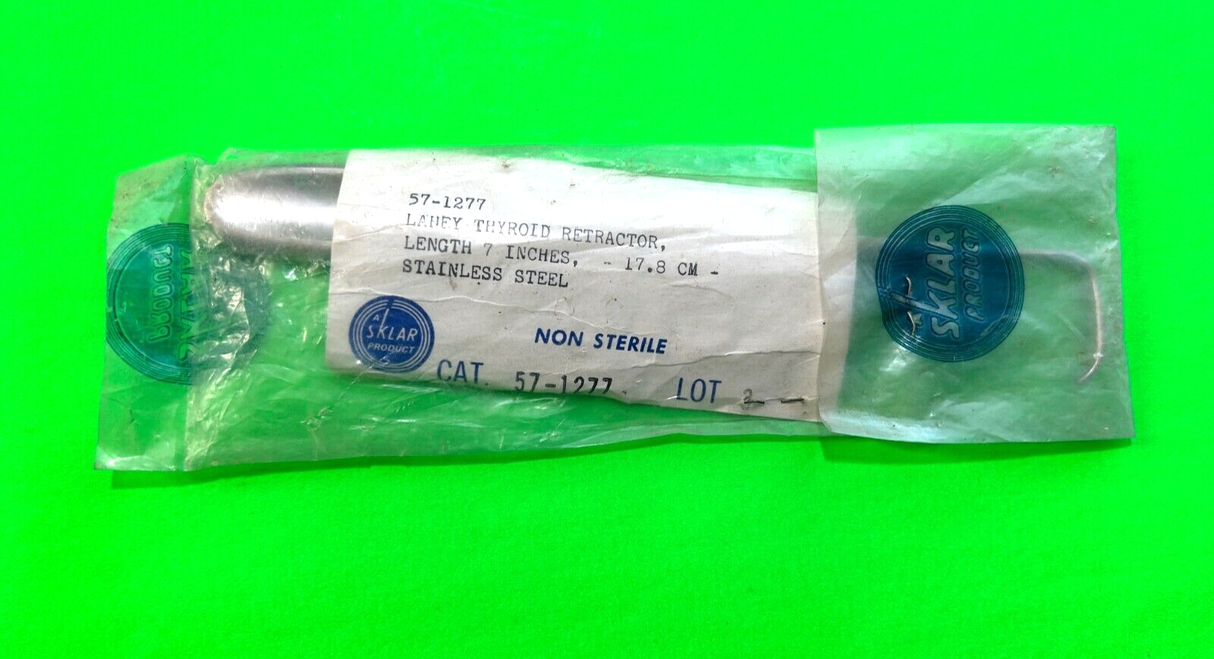 57-1277
LAHEY THYROID RETRACTOR,
LENGTH 7 INCHES, - 17.8 CM -
STAINLESS STEEL
A
SKLAR
PRODUCT
NON STERILE
CAT. 57-1277 LOT 2
SKLAR
PRODUCT
PRODUCT